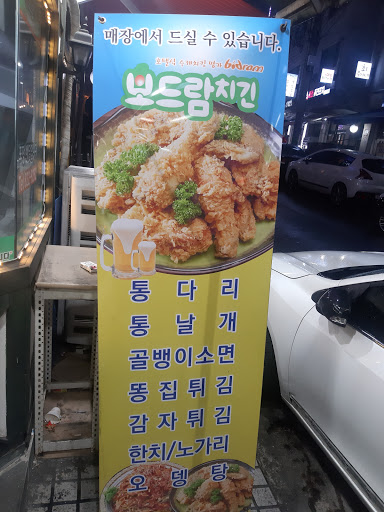 매장에서 드실 수 있습니다.
보드람치킨
통 다 리
통 날 개
골뱅이소면
똥 집 튀 김
감 자 튀 김
한치/노가리
오 뎅 탕